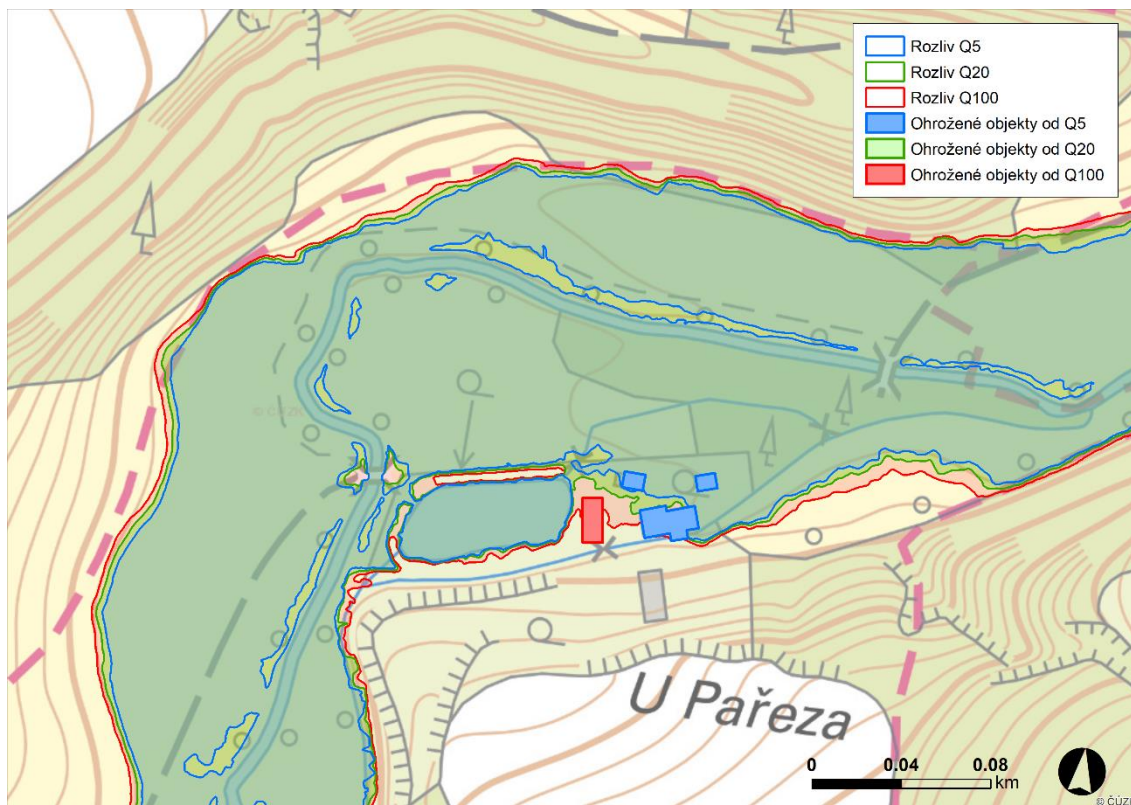 Rozliv Q5
Rozliv Q20
Rozliv Q100
Ohrožené objekty od Q5
Ohrožené objekty od Q20
Ohrožené objekty od Q100
© ČÚZK
U Pařeza
0 0.04 0.08
km
© ČÚZK